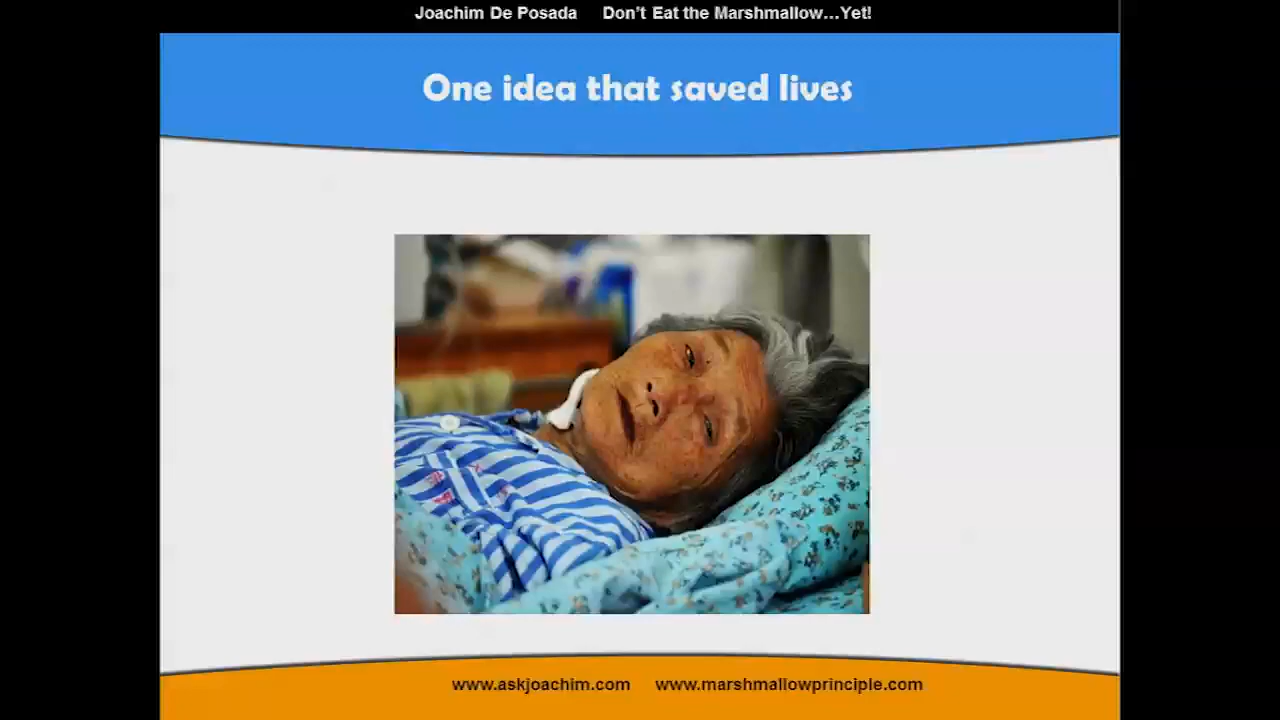 Joachim De Posada Don't Eat the Marshmallow…Yet!
One idea that saved lives
www.askjoachim.com www.marshmallowprinciple.com